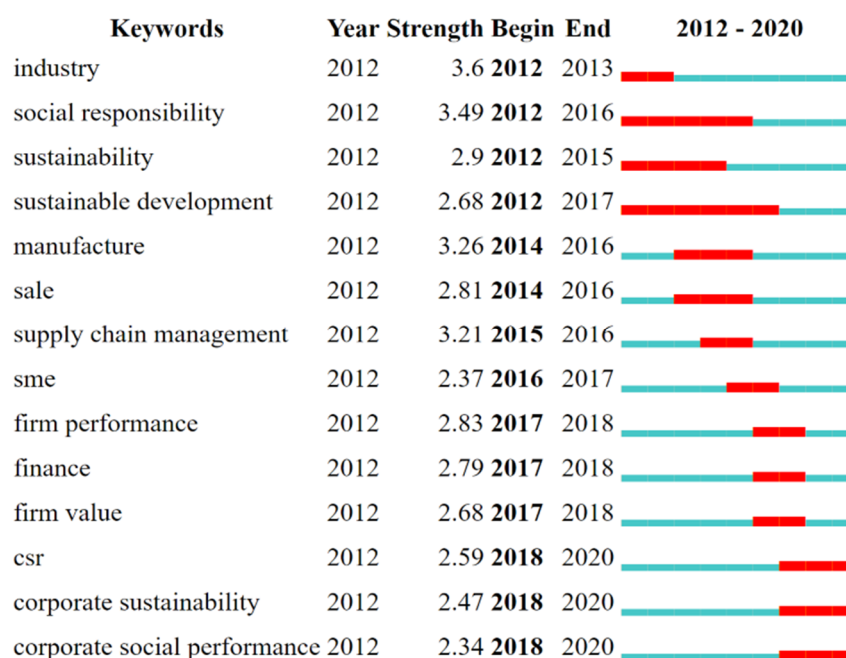 Keywords Year Strength Begin End 2012 - 2020
industry 2012 3.6 2012 2013
social responsibility 2012 3.49 2012 2016
sustainability 2012 2.9 2012 2015
sustainable development 2012 2.68 2012 2017
manufacture 2012 3.26 2014 2016
sale 2012 2.81 2014 2016
supply chain management 2012 3.21 2015 2016
sme 2012 2.37 2016 2017
firm performance 2012 2.83 2017 2018
finance 2012 2.79 2017 2018
firm value 2012 2.68 2017 2018
csr 2012 2.59 2018 2020
corporate sustainability 2012 2.47 2018 2020
corporate social performance 2012 2.34 2018 2020